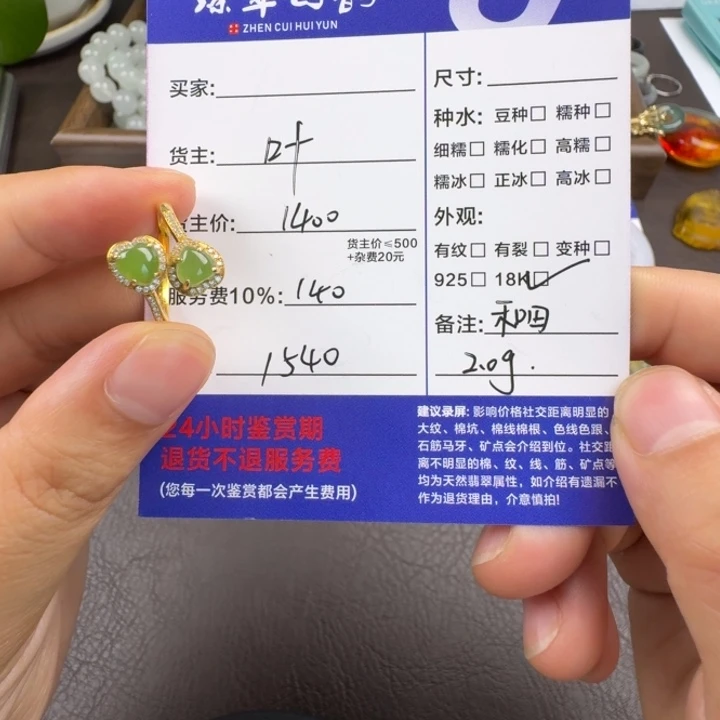 ZHEN CUI HUI YUN
买家:
货主: 叶
货主价: 1400
货主价≤500
+杂费20元
服务费10%: 140
1540
尺寸:
种水: 豆种□ 糯种□
细糯□ 糯化□ 高糯□
糯冰□ 正冰□ 高冰□
外观:
有纹□ 有裂□ 变种□
925□ 18K□
备注: 和田
2.0g.
24小时鉴赏期
退货不退服务费
(您每一次鉴赏都会产生费用)
建议录屏: 影响价格社交距离明显的
大纹、棉坑、棉线棉根、色线色跟、
石筋马牙、矿点会介绍到位。社交距
离不明显的棉、纹、线、筋、矿点等
均为天然翡翠属性，如介绍有遗漏不
作为退货理由，介意慎拍!